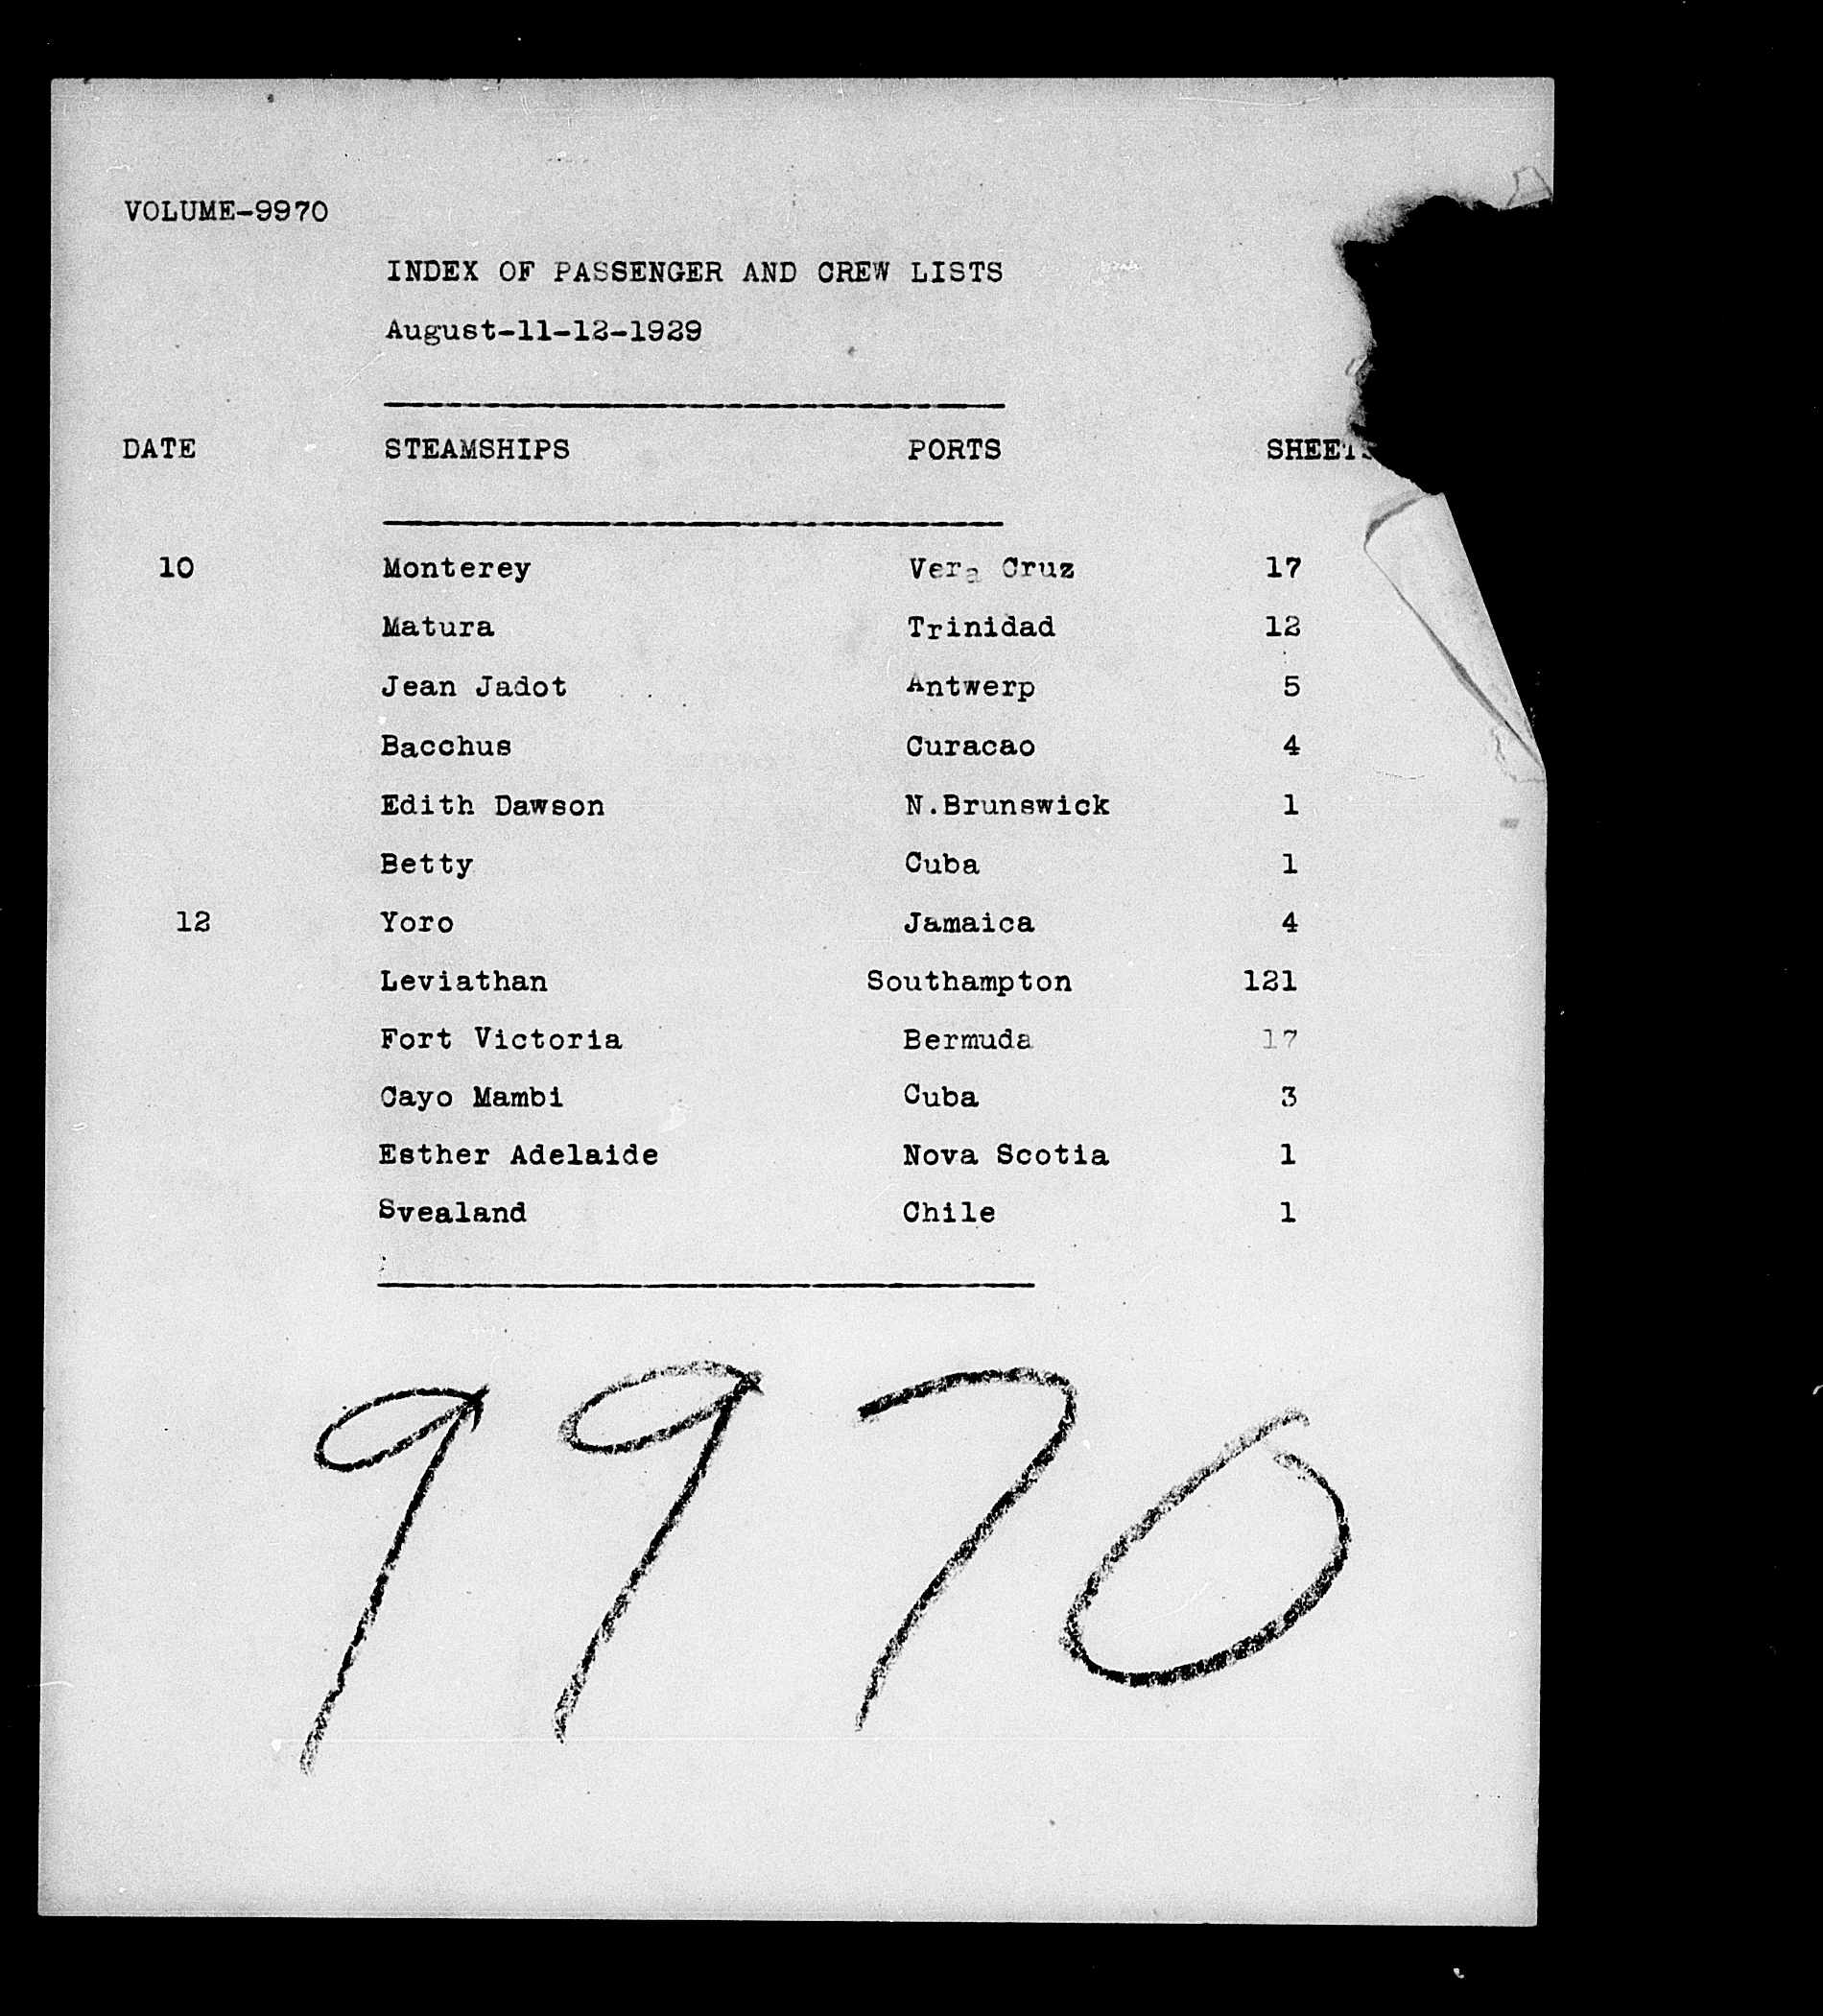 VOLUME-9970
INDEX OF PASSENGER AND CREW LISTS
August-11-12-1929
DATE STEAMSHIPS PORTS SHEETS
10 Monterey Vera Cruz 17
Matura Trinidad 12
Jean Jadot Antwerp 5
Bacchus Curacao 4
Edith Dawson N.Brunswick 1
Betty Cuba 1
12 Yoro Jamaica 4
Leviathan Southampton 121
Fort Victoria Bermuda 17
Cayo Mambi Cuba 3
Esther Adelaide Nova Scotia 1
Svealand Chile 1
9970